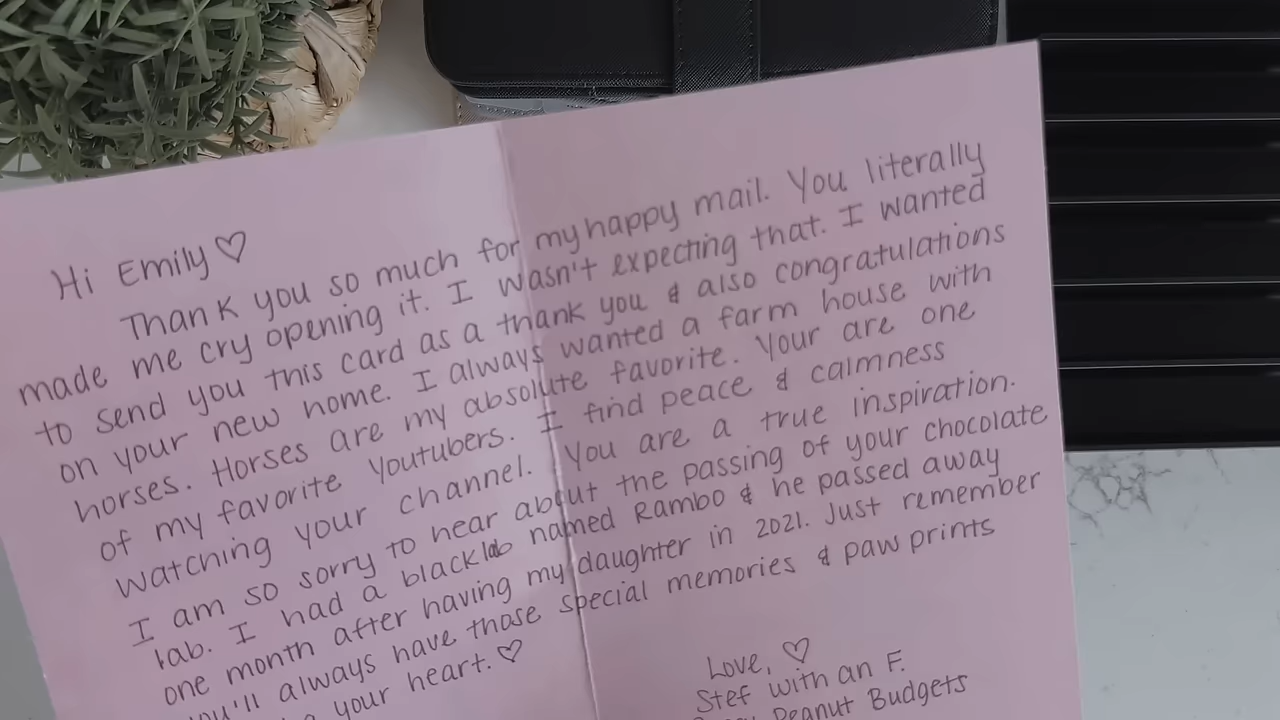 Hi Emily ♡
Thank you so much for my happy mail. You literally
made me cry opening it. I wasn't expecting that. I wanted
to send you this card as a thank you & also congratulations
on your new home. I always wanted a farm house with
horses. Horses are my absolute favorite. Your are one
of my favorite Youtubers. I find peace & calmness
watching your channel. You are a true inspiration.
I am so sorry to hear about the passing of your chocolate
lab. I had a black lab named Rambo & he passed away
one month after having my daughter in 2021. Just remember
you'll always have those special memories & paw prints
your heart. ♡
Love, ♡
Stef with an F.
Peanut Budgets